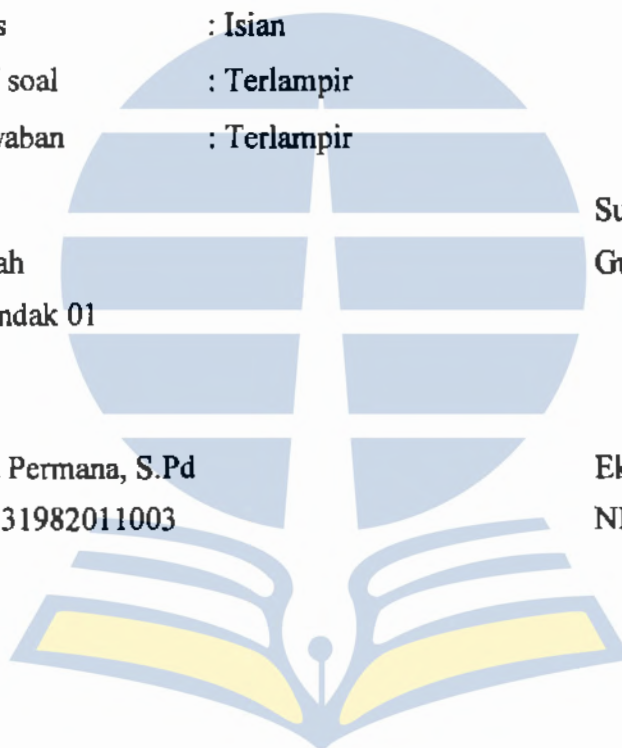 s : Isian
soal : Terlampir
vaban : Terlampir
Su
ah Gu
ndak 01
Permana, S.Pd Ek
31982011003 NI